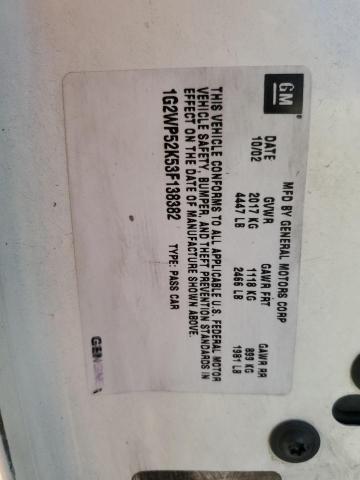 GM
MFD BY GENERAL MOTORS CORP
DATE GVWR GAWR FRT GAWR RR
10/02 2017 KG 1118 KG 899 KG
4447 LB 2466 LB 1981 LB
THIS VEHICLE CONFORMS TO ALL APPLICABLE U.S. FEDERAL MOTOR
VEHICLE SAFETY, BUMPER, AND THEFT PREVENTION STANDARDS IN
EFFECT ON THE DATE OF MANUFACTURE SHOWN ABOVE.
1G2WP52K53F138382 TYPE: PASS CAR